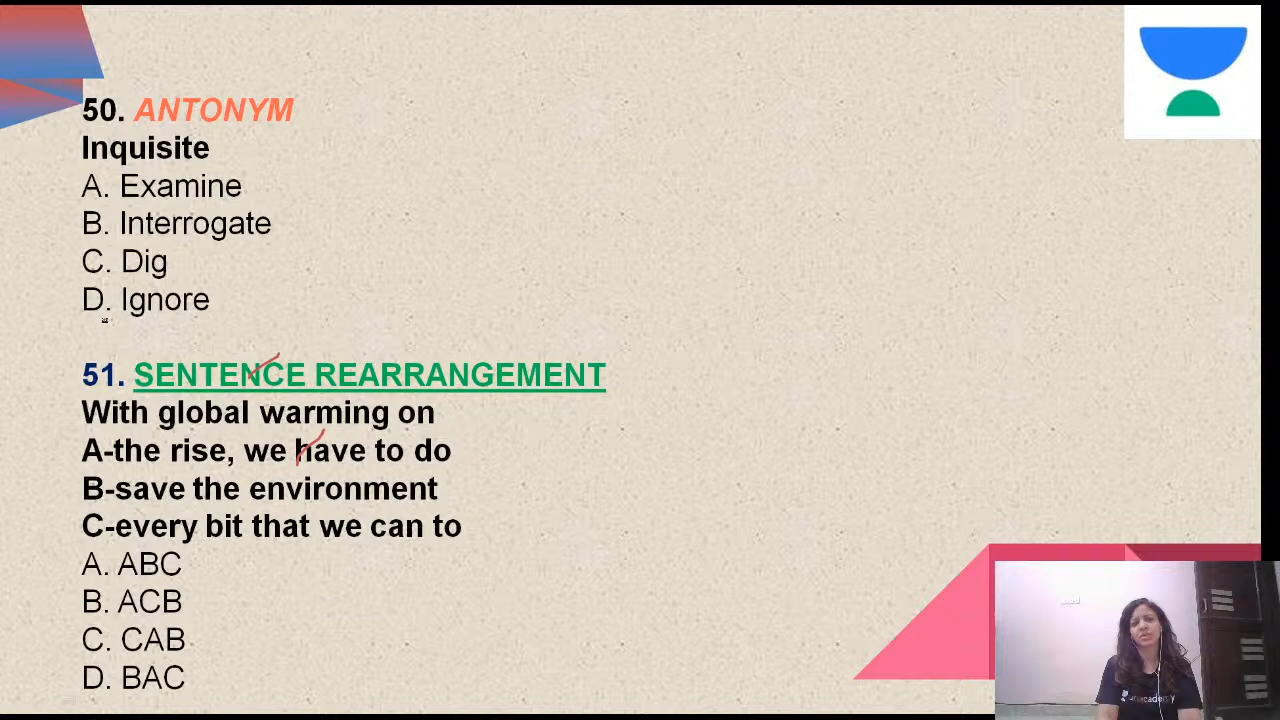 50. ANTONYM
Inquisite
A. Examine
B. Interrogate
C. Dig
D. Ignore
51. SENTENCE REARRANGEMENT
With global warming on
A-the rise, we have to do
B-save the environment
C-every bit that we can to
A. ABC
B. ACB
C. CAB
D. BAC